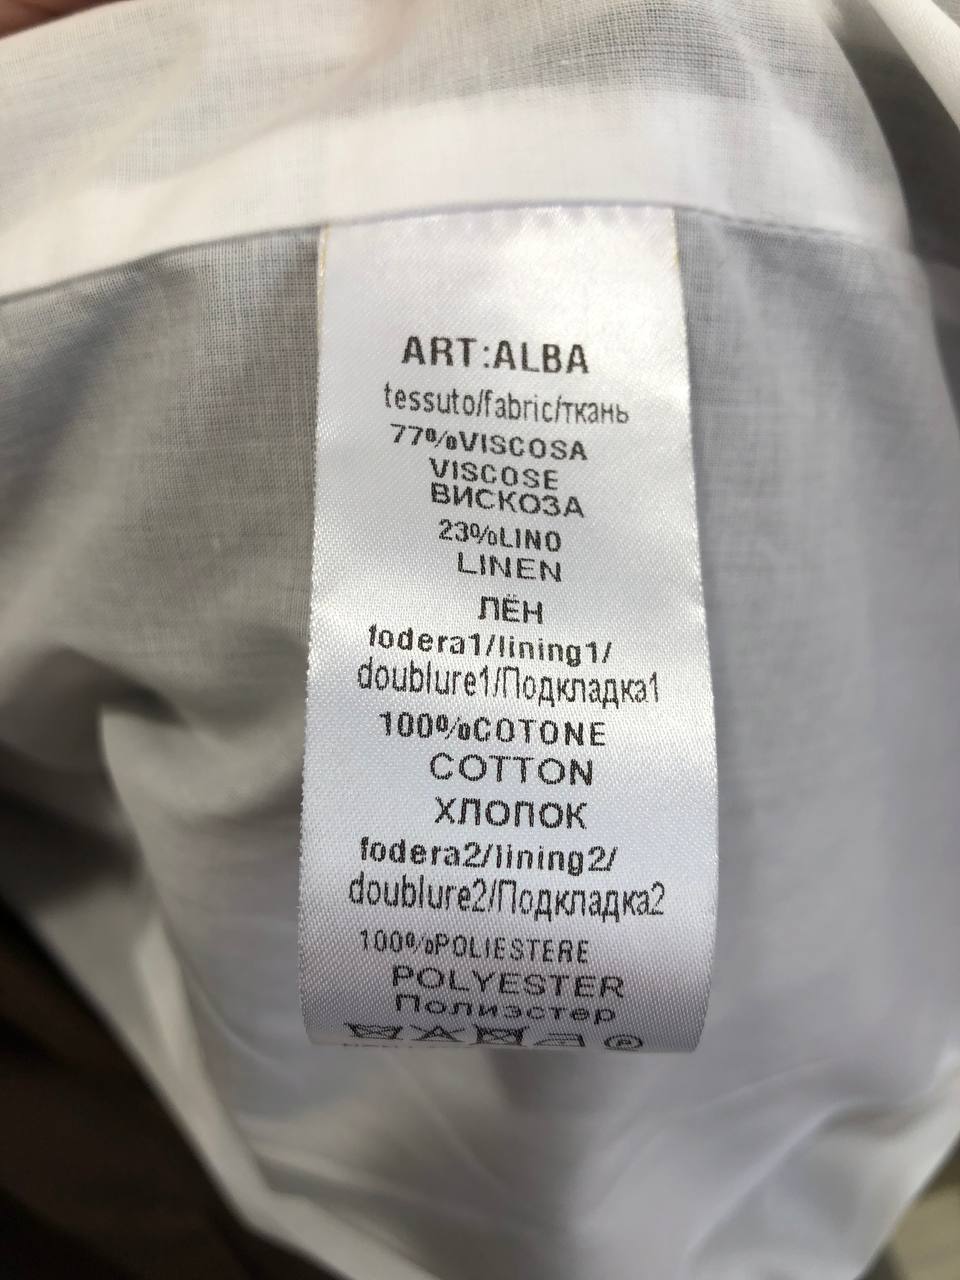 ART:ALBA
tessuto/fabric/ткань
77%VISCOSA
VISCOSE
ВИСКОЗА
23%LINO
LINEN
ЛЁН
fodera1/lining1/
doublure1/Подкладка1
100%COTONE
COTTON
ХЛОПОК
fodera2/lining2/
doublure2/Подкладка2
100%POLIESTERE
POLYESTER
Полиэстер
P